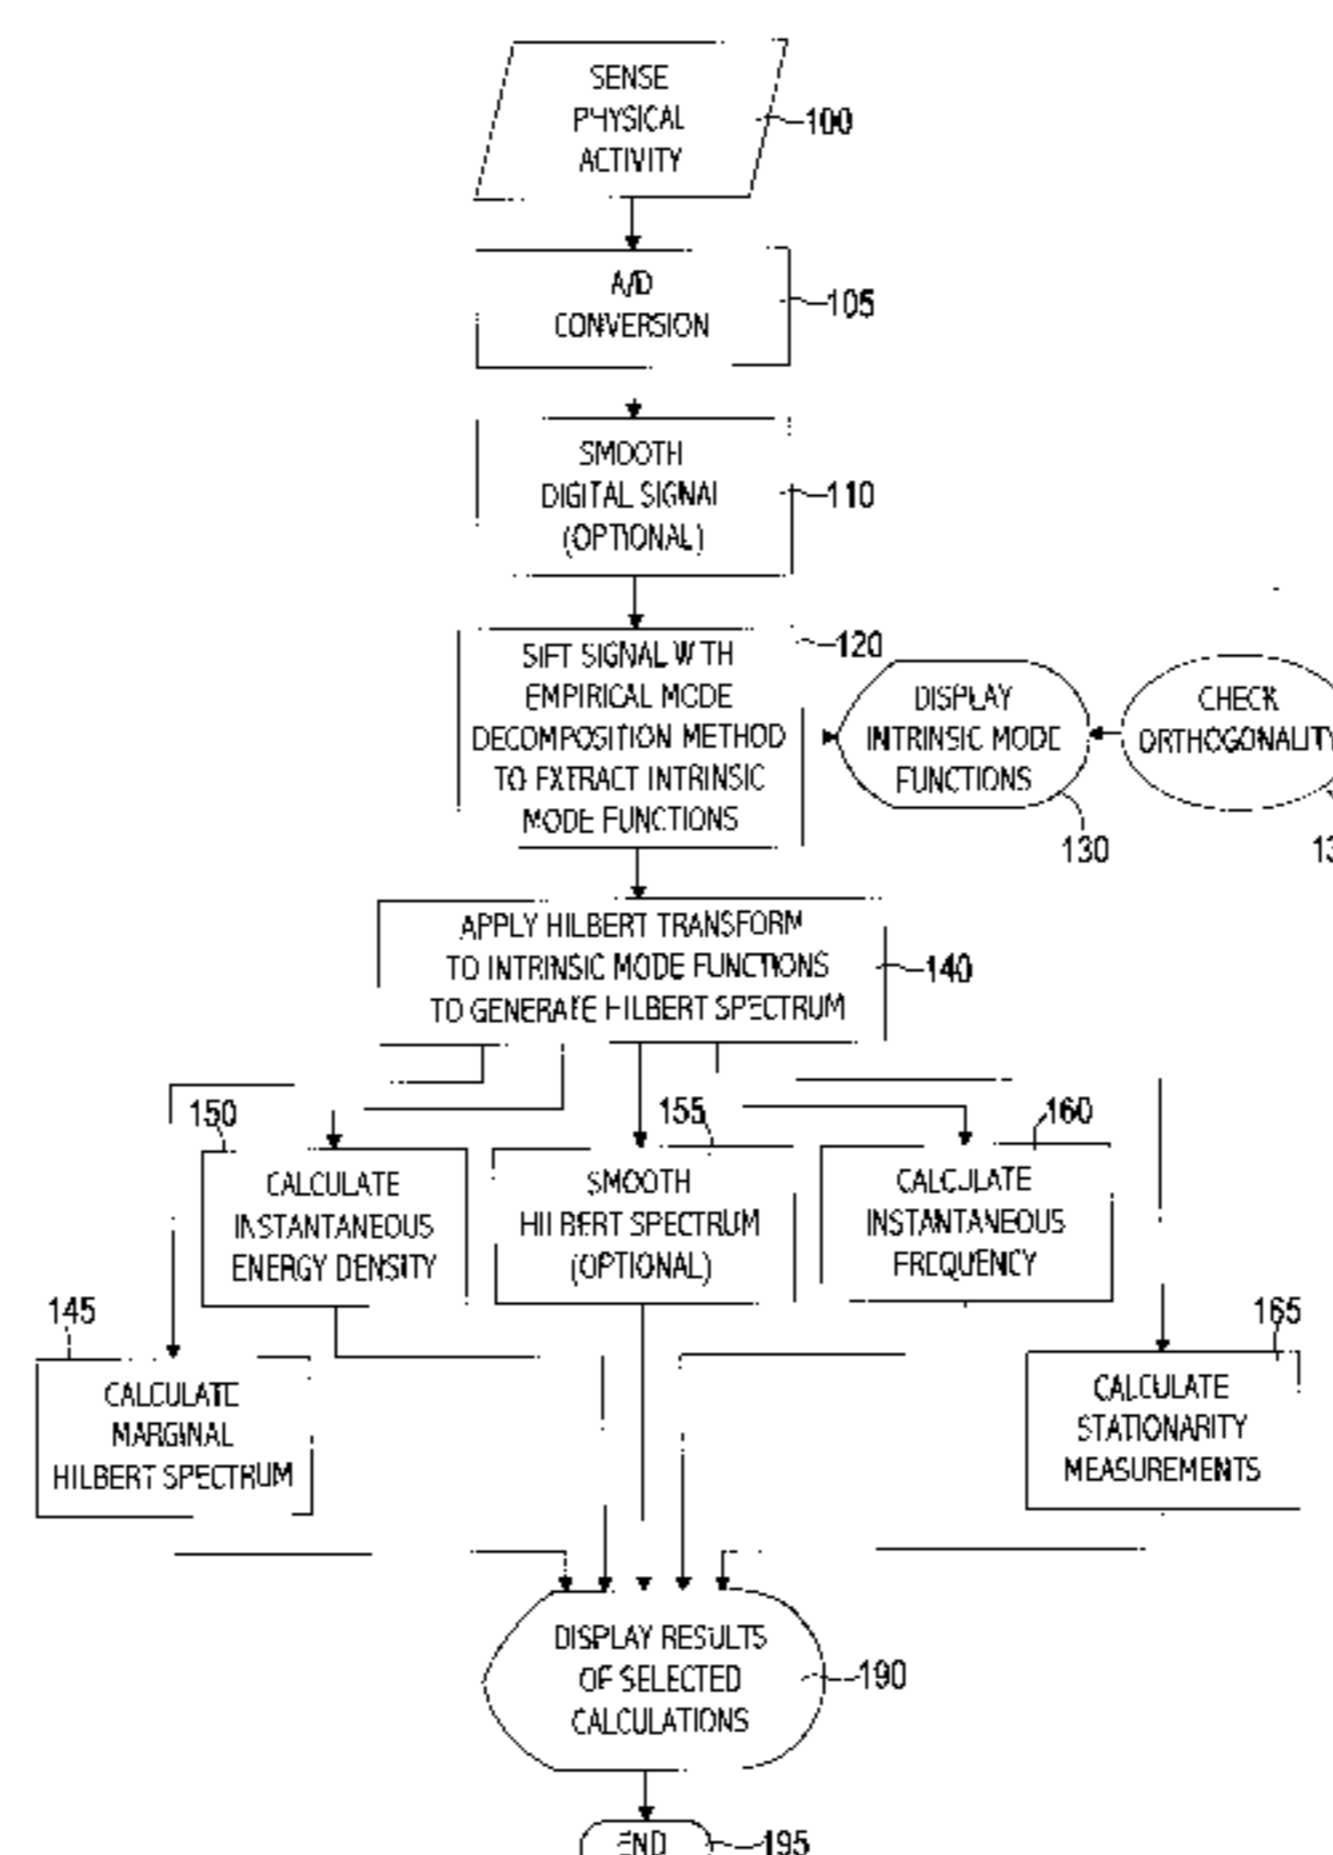 SENSE
PHYSICAL
ACTIVITY
100
A/D
CONVERSION
105
SMOOTH
DIGITAL SIGNAL
(OPTIONAL)
110
SIFT SIGNAL WITH
EMPIRICAL MODE
DECOMPOSITION METHOD
TO EXTRACT INTRINSIC
MODE FUNCTIONS
120
DISPLAY
INTRINSIC MODE
FUNCTIONS
130
CHECK
ORTHOGONALITY
APPLY HILBERT TRANSFORM
TO INTRINSIC MODE FUNCTIONS
TO GENERATE HILBERT SPECTRUM
140
150
CALCULATE
INSTANTANEOUS
ENERGY DENSITY
155
SMOOTH
HILBERT SPECTRUM
(OPTIONAL)
160
CALCULATE
INSTANTANEOUS
FREQUENCY
145
CALCULATE
MARGINAL
HILBERT SPECTRUM
165
CALCULATE
STATIONARITY
MEASUREMENTS
DISPLAY RESULTS
OF SELECTED
CALCULATIONS
190
END
195